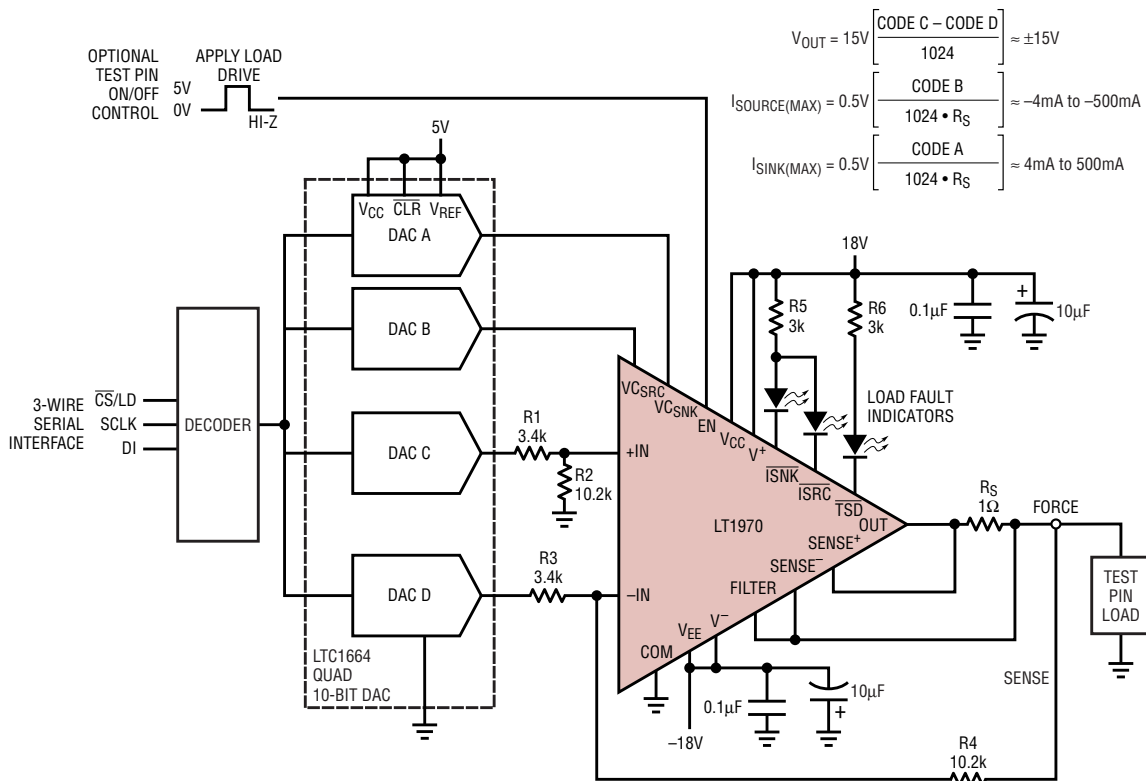 OPTIONAL
TEST PIN
ON/OFF
CONTROL
APPLY LOAD
DRIVE
5V
0V
HI-Z
V_OUT = 15V [(CODE C – CODE D) / 1024] ≈ ±15V
I_SOURCE(MAX) = 0.5V [CODE B / (1024 • R_S)] ≈ –4mA to –500mA
I_SINK(MAX) = 0.5V [CODE A / (1024 • R_S)] ≈ 4mA to 500mA
5V
V_CC C̅L̅R̅ V_REF
DAC A
DAC B
DAC C
DAC D
LTC1664
QUAD
10-BIT DAC
3-WIRE
SERIAL
INTERFACE
C̅S̅/LD
SCLK
DI
DECODER
R1
3.4k
R2
10.2k
R3
3.4k
18V
R5
3k
R6
3k
0.1µF
+
10µF
LOAD FAULT
INDICATORS
VC_SRC
VC_SNK
EN
V_CC
V⁺
I̅S̅N̅K̅
I̅S̅R̅C̅
T̅S̅D̅
OUT
+IN
–IN
LT1970
SENSE⁺
SENSE⁻
FILTER
V⁻
V_EE
COM
R_S
1Ω
FORCE
TEST
PIN
LOAD
SENSE
0.1µF
10µF
+
–18V
R4
10.2k